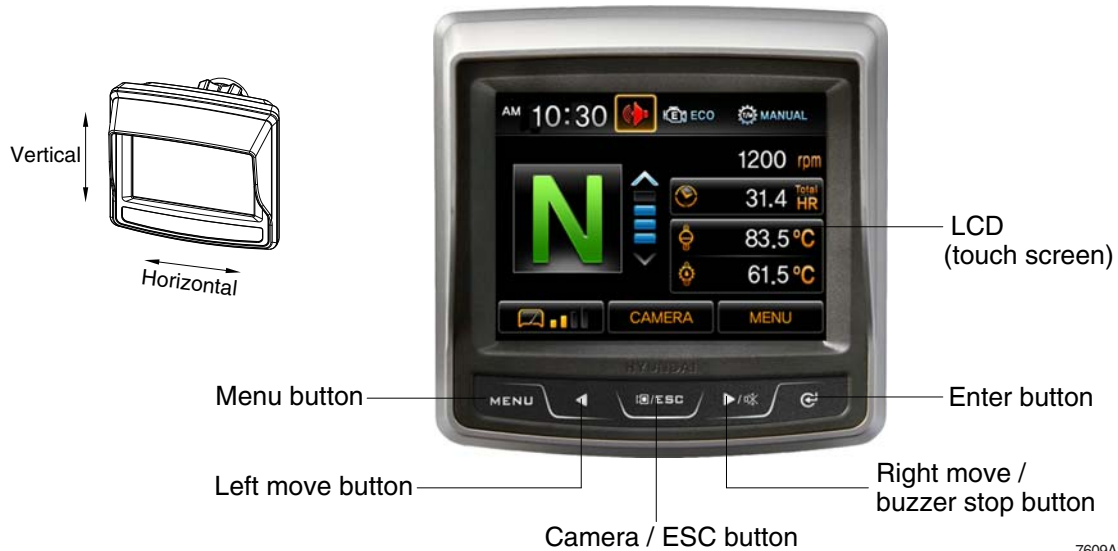 Vertical
Horizontal
AM 10:30 E ECO T/M MANUAL
1200 rpm
N
31.4 Total HR
83.5°C
61.5°C
CAMERA MENU
HYUNDAI
MENU /ESC /
LCD
(touch screen)
Menu button
Enter button
Left move button
Right move /
buzzer stop button
Camera / ESC button
7609A